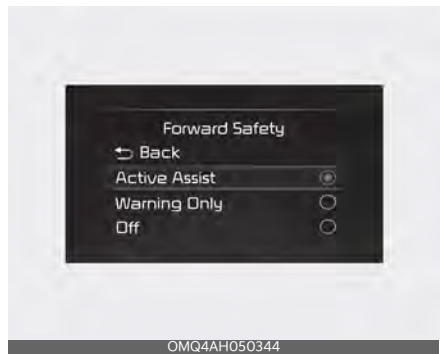 Forward Safety
Back
Active Assist
Warning Only
Off
OMQ4AH050344